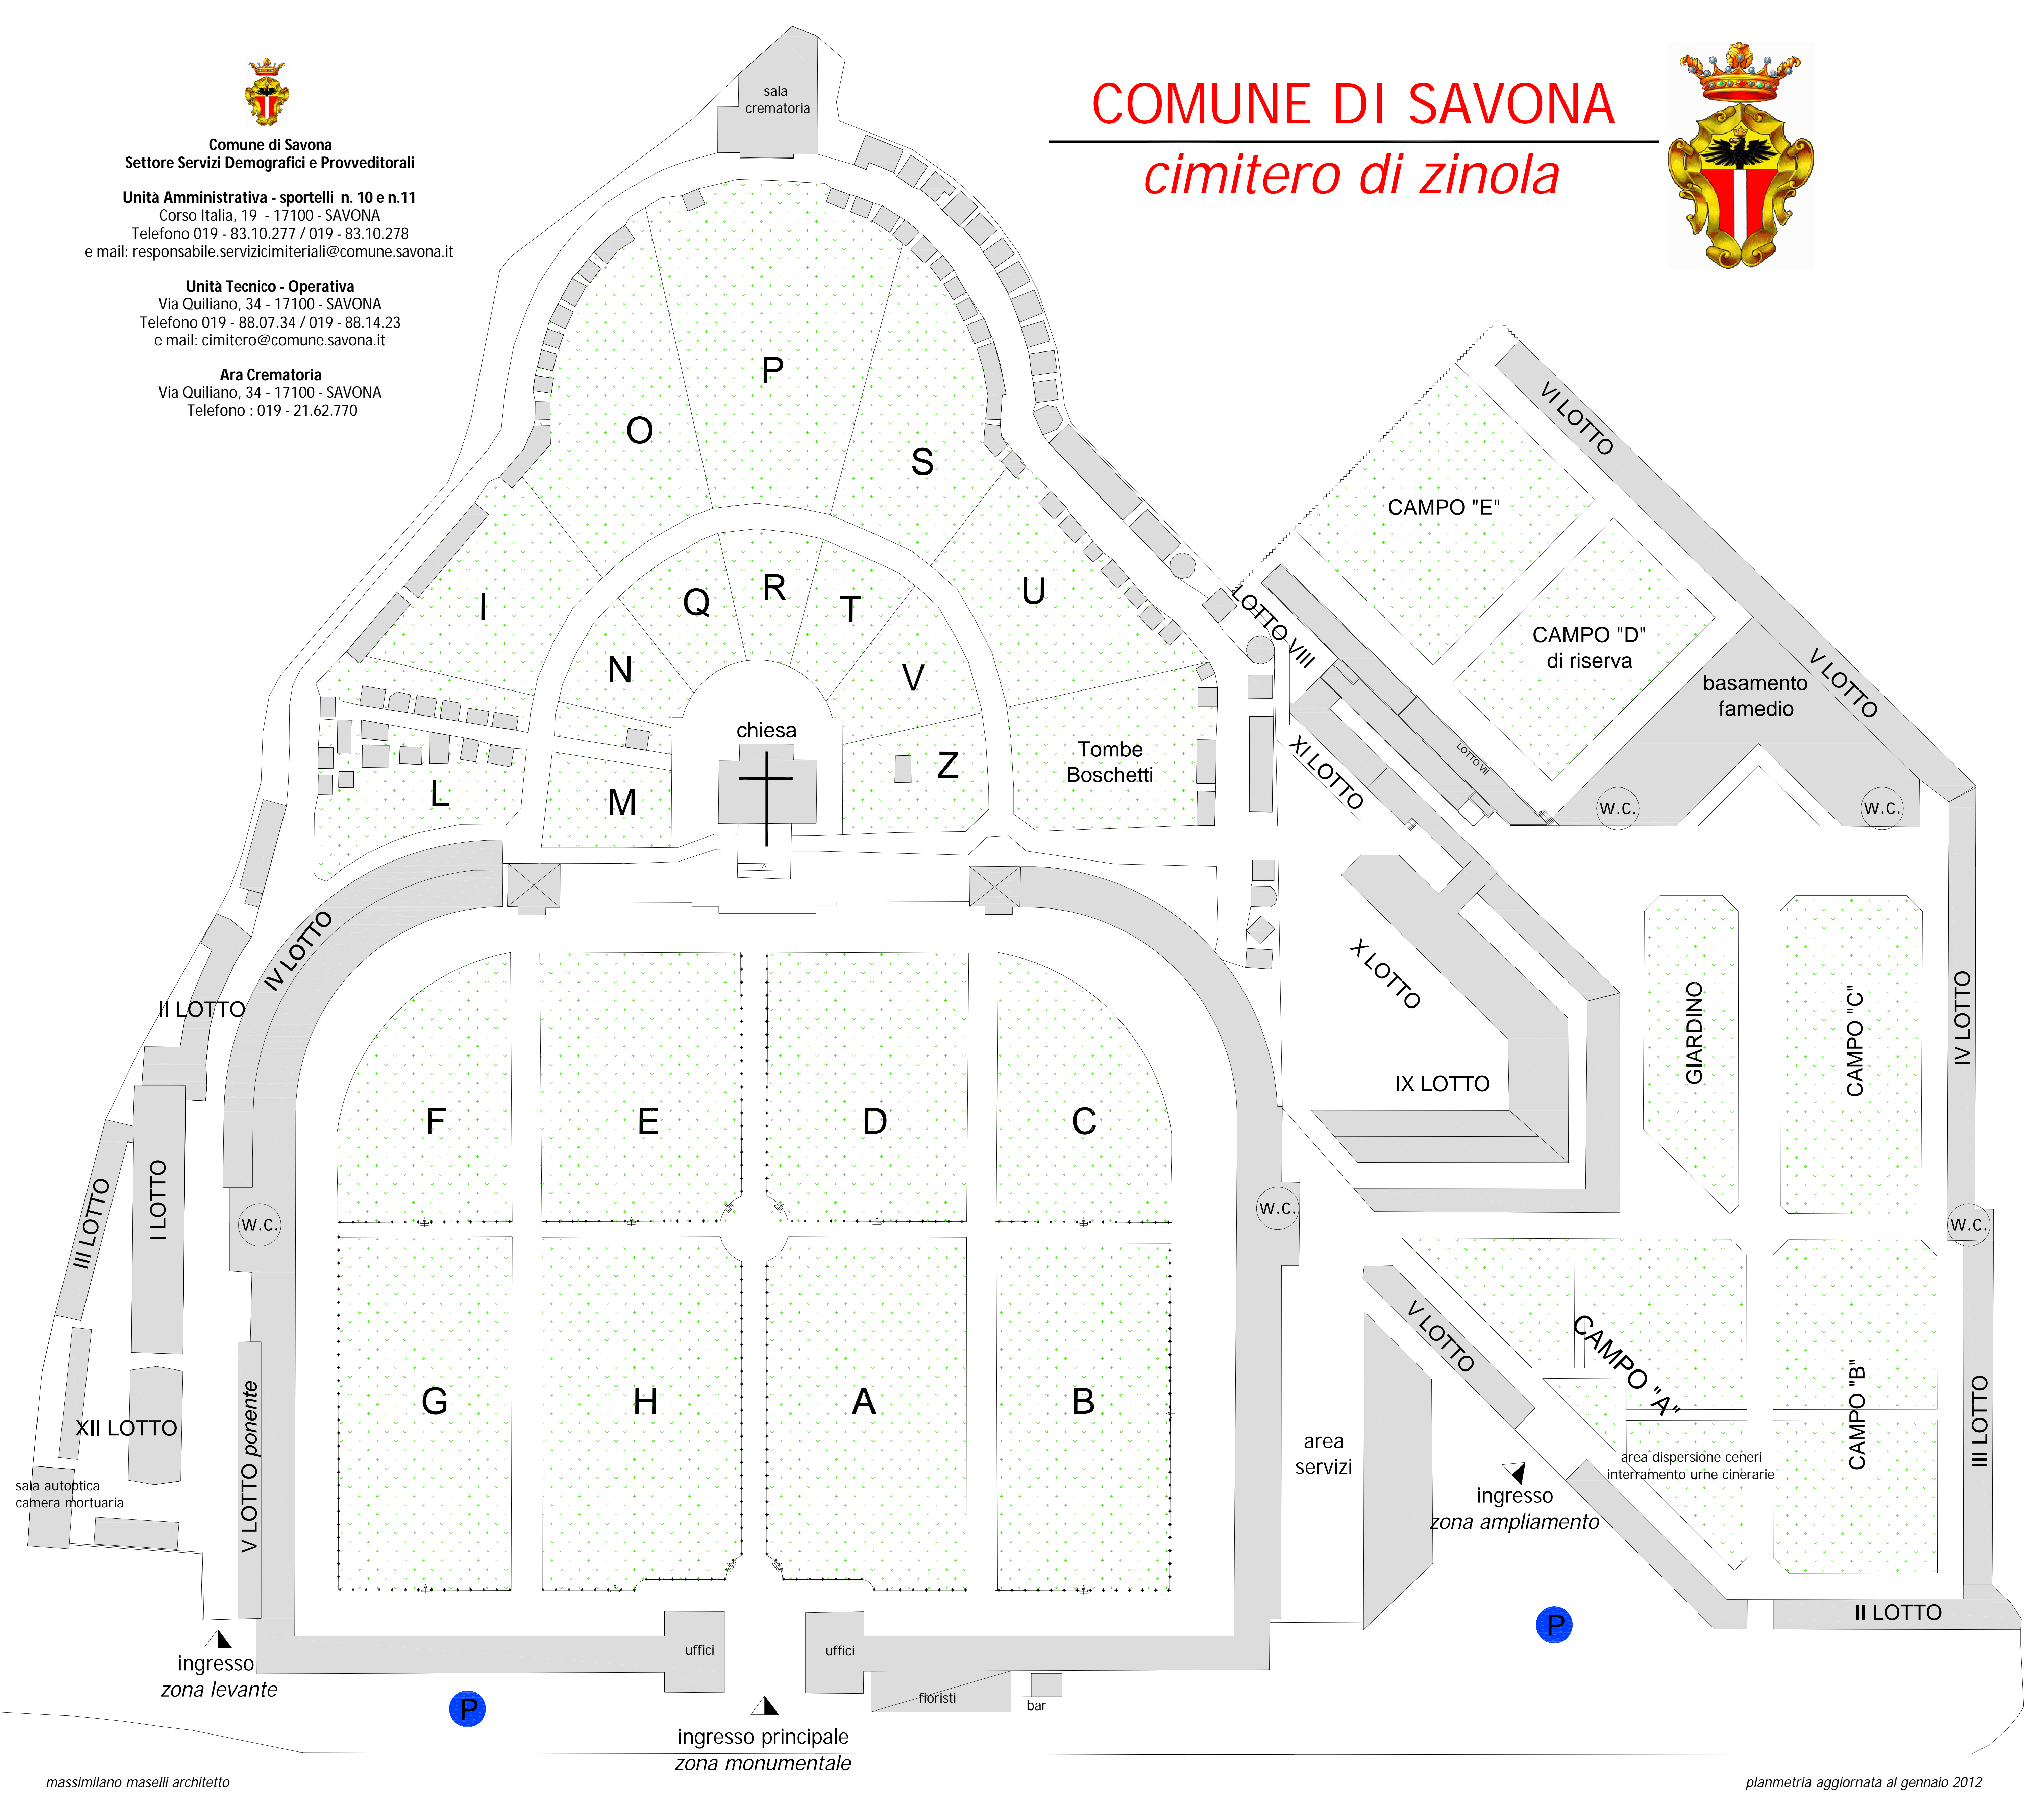 COMUNE DI SAVONA
cimitero di zinola
Comune di Savona
Settore Servizi Demografici e Provveditorali
Unità Amministrativa - sportelli n. 10 e n.11
Corso Italia, 19 - 17100 - SAVONA
Telefono 019 - 83.10.277 / 019 - 83.10.278
e mail: responsabile.servizicimiteriali@comune.savona.it
Unità Tecnico - Operativa
Via Quiliano, 34 - 17100 - SAVONA
Telefono 019 - 88.07.34 / 019 - 88.14.23
e mail: cimitero@comune.savona.it
Ara Crematoria
Via Quiliano, 34 - 17100 - SAVONA
Telefono : 019 - 21.62.770
sala
crematoria
P
O
S
I
Q
R
T
U
N
V
L
M
chiesa
Z
Tombe
Boschetti
VI LOTTO
CAMPO "E"
CAMPO "D"
di riserva
LOTTO VIII
V LOTTO
basamento
famedio
LOTTO VII
XI LOTTO
W.C.
W.C.
IV LOTTO
II LOTTO
X LOTTO
IX LOTTO
GIARDINO
CAMPO "C"
IV LOTTO
F
E
D
C
III LOTTO
I LOTTO
W.C.
W.C.
W.C.
G
H
A
B
XII LOTTO
V LOTTO ponente
sala autoptica
camera mortuaria
area
servizi
V LOTTO
CAMPO "A"
CAMPO "B"
III LOTTO
area dispersione ceneri
interramento urne cinerarie
ingresso
zona ampliamento
II LOTTO
P
uffici
uffici
ingresso
zona levante
P
fioristi
bar
ingresso principale
zona monumentale
massimiliano maselli architetto
planmetria aggiornata al gennaio 2012